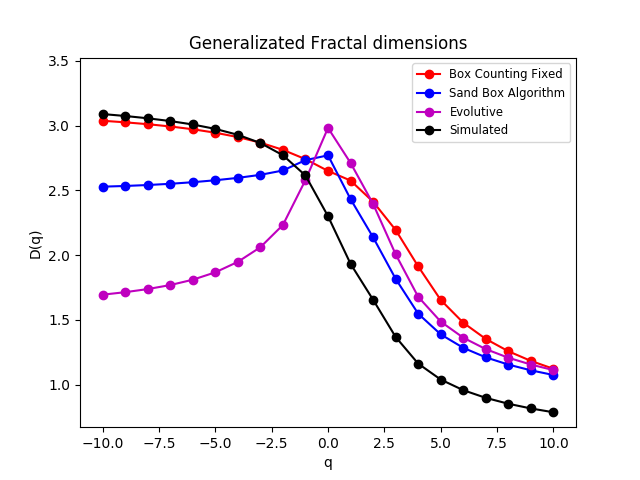 Generalizated Fractal dimensions
Box Counting Fixed
Sand Box Algorithm
Evolutive
Simulated
D(q)
3.5
3.0
2.5
2.0
1.5
1.0
−10.0 −7.5 −5.0 −2.5 0.0 2.5 5.0 7.5 10.0
q